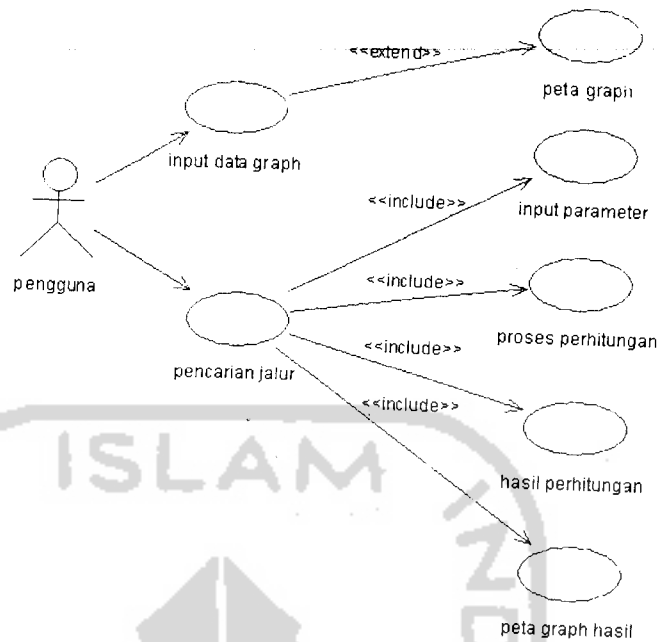 <<extend>>
peta graph
input data graph
<<include>>
input parameter
pengguna
<<include>>
proses perhitungan
pencarian jalur
<<include>>
<<include>>
ISLAM
hasil perhitungan
peta graph hasil